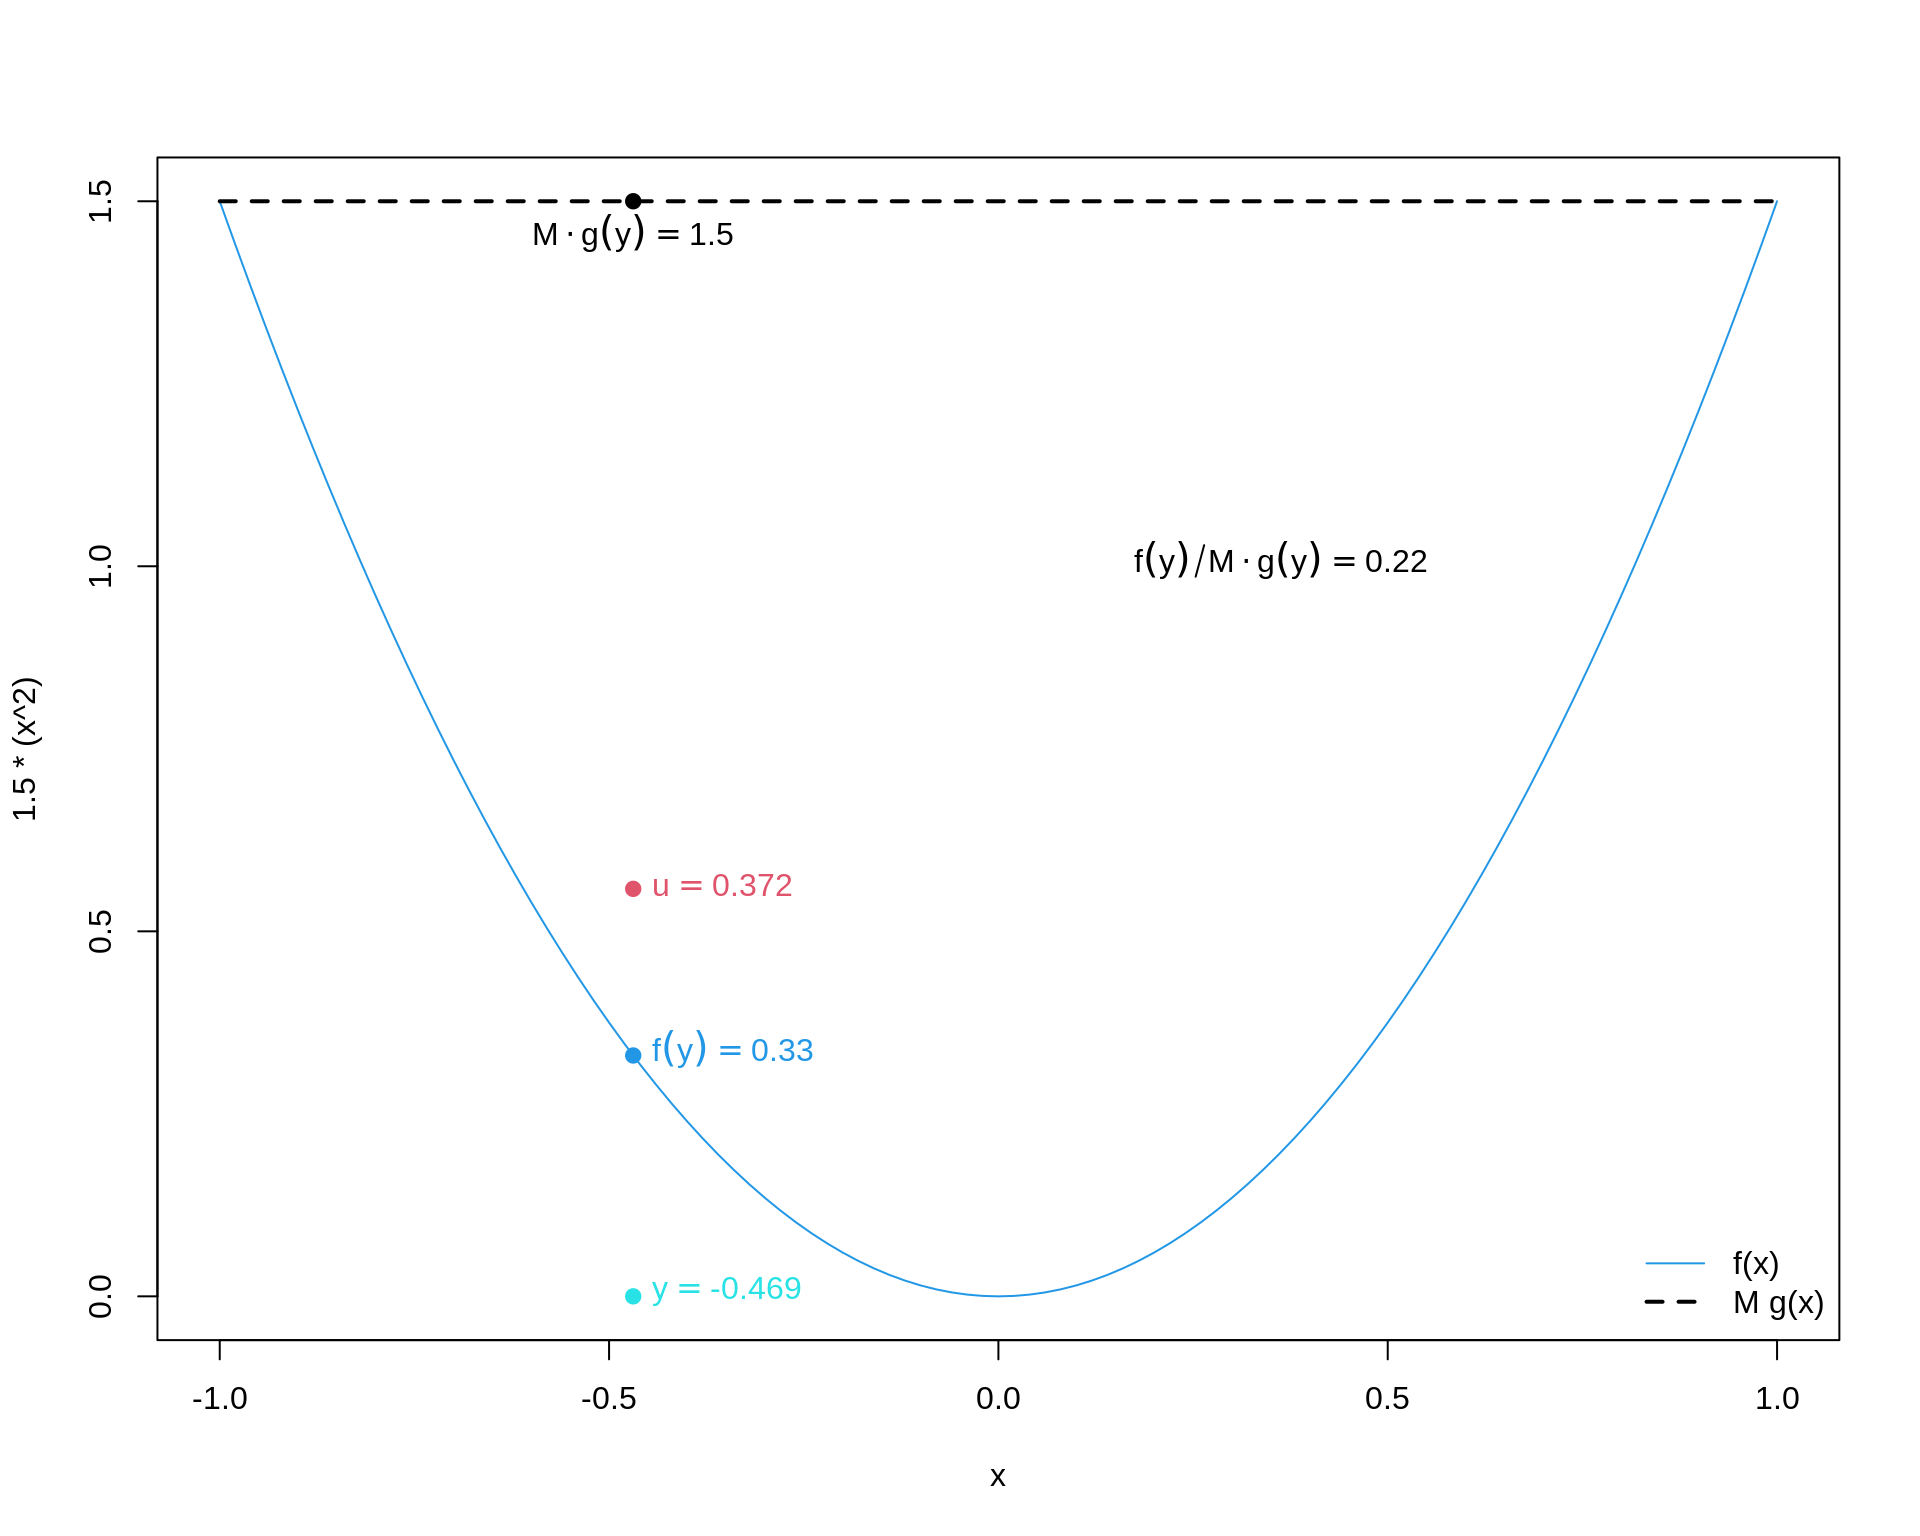 1.5
M · g(y) = 1.5
f(y)/M · g(y) = 0.22
1.0
1.5 * (x^2)
u = 0.372
0.5
f(y) = 0.33
y = -0.469
0.0
f(x)
M g(x)
-1.0 -0.5 0.0 0.5 1.0
x